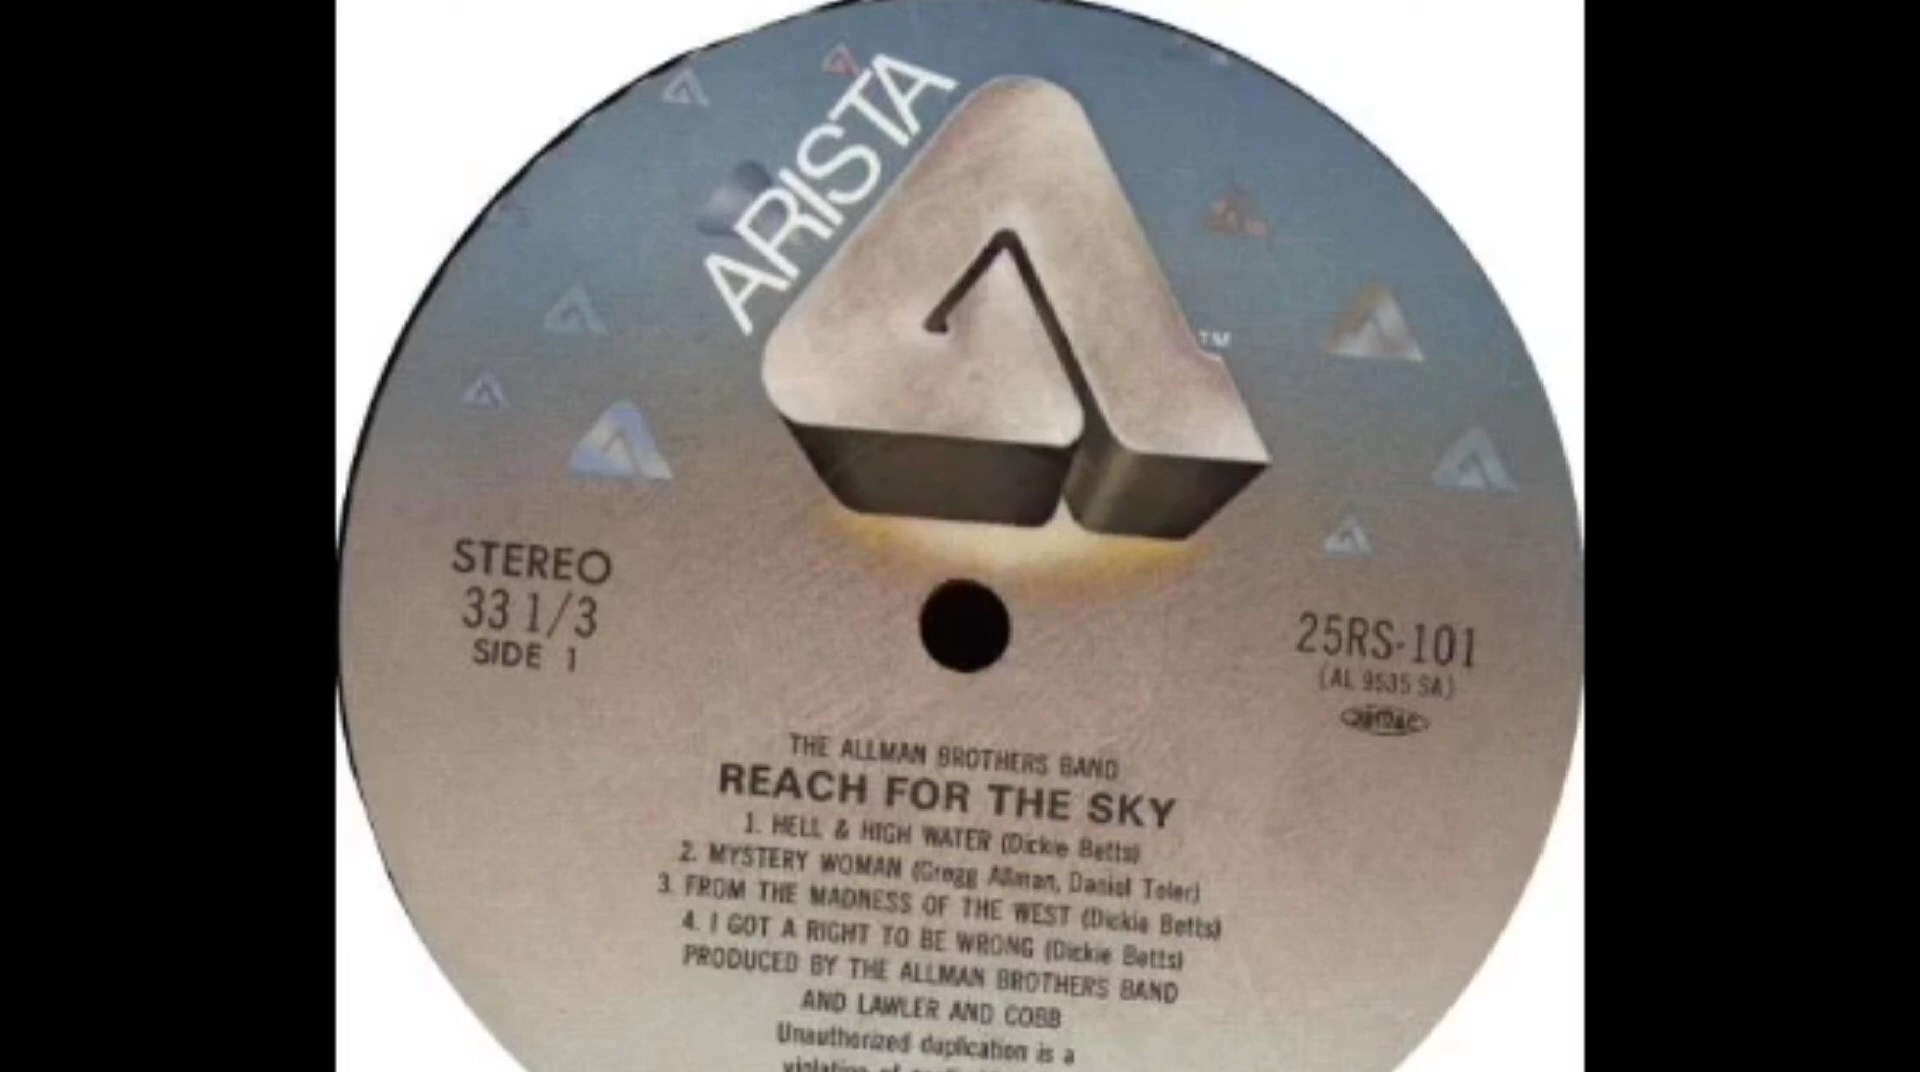 ARISTA
TM
STEREO
33 1/3
SIDE 1
25RS-101
(AL 9535 SA)
THE ALLMAN BROTHERS BAND
REACH FOR THE SKY
1. HELL & HIGH WATER (Dickie Betts)
2. MYSTERY WOMAN (Gregg Allman, Daniel Toler)
3. FROM THE MADNESS OF THE WEST (Dickie Betts)
4. I GOT A RIGHT TO BE WRONG (Dickie Betts)
PRODUCED BY THE ALLMAN BROTHERS BAND
AND LAWLER AND COBB
Unauthorized duplication is a
violation of